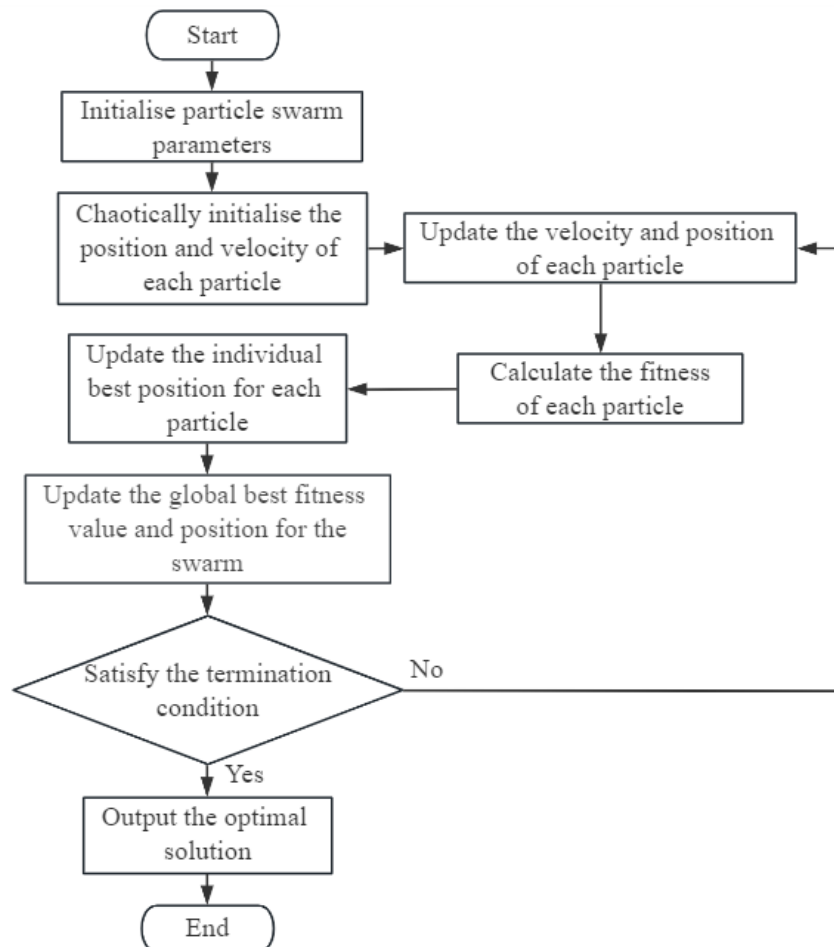 Start
Initialise particle swarm
parameters
Chaotically initialise the
position and velocity of
each particle
Update the velocity and position
of each particle
Calculate the fitness
of each particle
Update the individual
best position for each
particle
Update the global best fitness
value and position for the
swarm
Satisfy the termination
condition
No
Yes
Output the optimal
solution
End